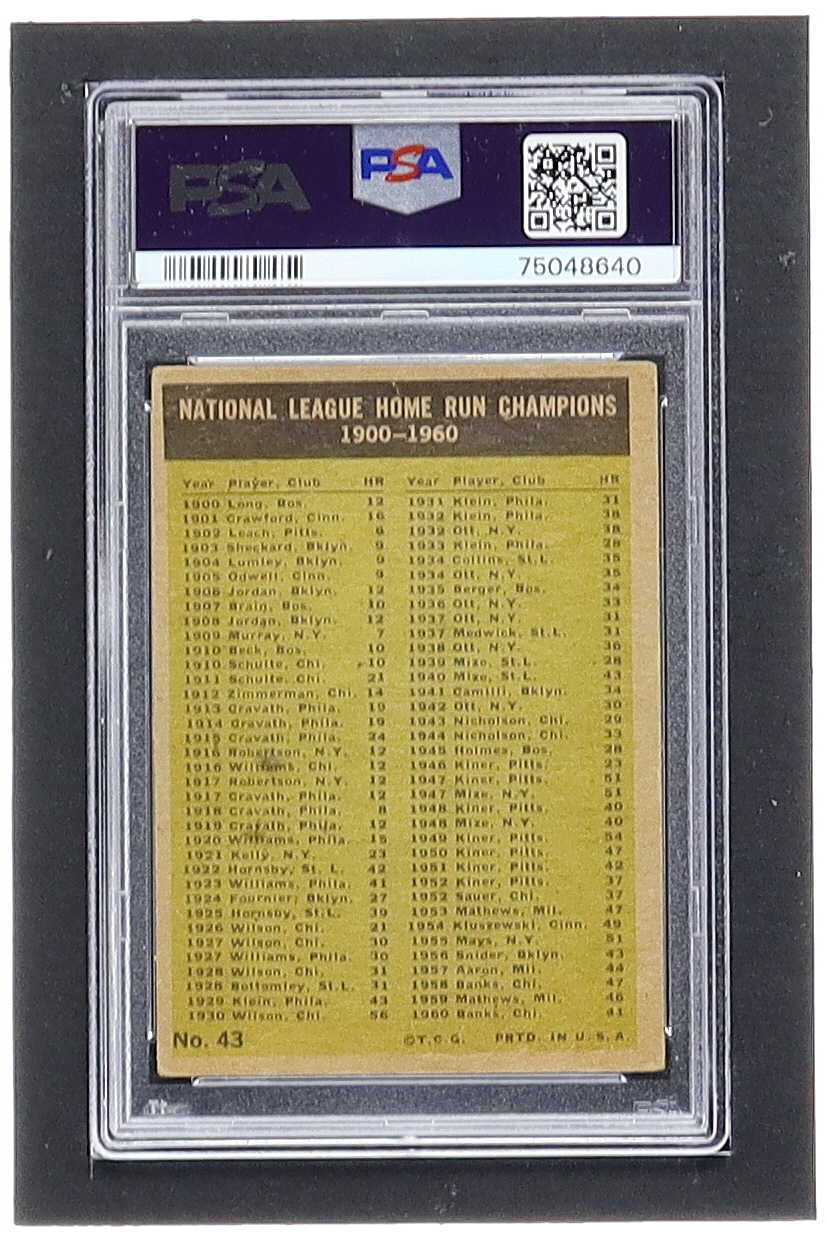 PSA
PSA
75048640
NATIONAL LEAGUE HOME RUN CHAMPIONS
1900–1960
Year Player, Club HR Year Player, Club HR
1900 Long, Bos. 12 1931 Klein, Phila. 31
1901 Crawford, Cinn. 16 1932 Klein, Phila. 38
1902 Leach, Pitts. 6 1932 Ott, N.Y. 38
1903 Sheckard, Bklyn. 9 1933 Klein, Phila. 28
1904 Lumley, Bklyn. 9 1934 Collins, St.L. 35
1905 Odwell, Cinn. 9 1934 Ott, N.Y. 35
1906 Jordan, Bklyn. 12 1935 Berger, Bos. 34
1907 Brain, Bos. 10 1936 Ott, N.Y. 33
1908 Jordan, Bklyn. 12 1937 Ott, N.Y. 31
1909 Murray, N.Y. 7 1937 Medwick, St.L. 31
1910 Beck, Bos. 10 1938 Ott, N.Y. 36
1910 Schulte, Chi. 10 1939 Mize, St.L. 28
1911 Schulte, Chi. 21 1940 Mize, St.L. 43
1912 Zimmerman, Chi. 14 1941 Camilli, Bklyn. 34
1913 Cravath, Phila. 19 1942 Ott, N.Y. 30
1914 Cravath, Phila. 19 1943 Nicholson, Chi. 29
1915 Cravath, Phila. 24 1944 Nicholson, Chi. 33
1916 Robertson, N.Y. 12 1945 Holmes, Bos. 28
1916 Williams, Chi. 12 1946 Kiner, Pitts. 23
1917 Robertson, N.Y. 12 1947 Kiner, Pitts. 51
1917 Cravath, Phila. 12 1947 Mize, N.Y. 51
1918 Cravath, Phila. 8 1948 Kiner, Pitts. 40
1919 Cravath, Phila. 12 1948 Mize, N.Y. 40
1920 Williams, Phila. 15 1949 Kiner, Pitts. 54
1921 Kelly, N.Y. 23 1950 Kiner, Pitts. 47
1922 Hornsby, St. L. 42 1951 Kiner, Pitts. 42
1923 Williams, Phila. 41 1952 Kiner, Pitts. 37
1924 Fournier, Bklyn. 27 1952 Sauer, Chi. 37
1925 Hornsby, St.L. 39 1953 Mathews, Mil. 47
1926 Wilson, Chi. 21 1954 Kluszewski, Cinn. 49
1927 Wilson, Chi. 30 1955 Mays, N.Y. 51
1927 Williams, Phila. 30 1956 Snider, Bklyn. 43
1928 Wilson, Chi. 31 1957 Aaron, Mil. 44
1928 Bottomley, St.L. 31 1958 Banks, Chi. 47
1929 Klein, Phila. 43 1959 Mathews, Mil. 46
1930 Wilson, Chi. 56 1960 Banks, Chi. 41
No. 43 ©T.C.G. PRTD. IN U.S.A.
PSA